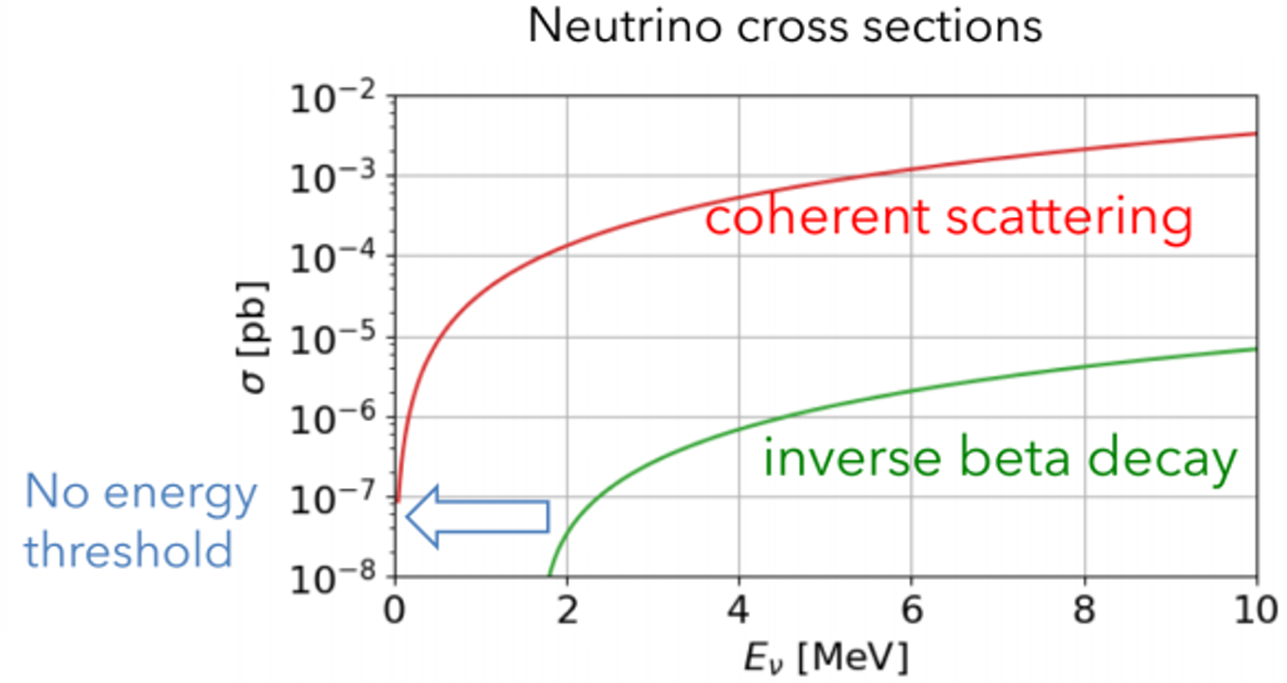 Neutrino cross sections
10⁻²
10⁻³
10⁻⁴
10⁻⁵
10⁻⁶
10⁻⁷
10⁻⁸
σ [pb]
coherent scattering
inverse beta decay
No energy
threshold
0 2 4 6 8 10
Eᵥ [MeV]